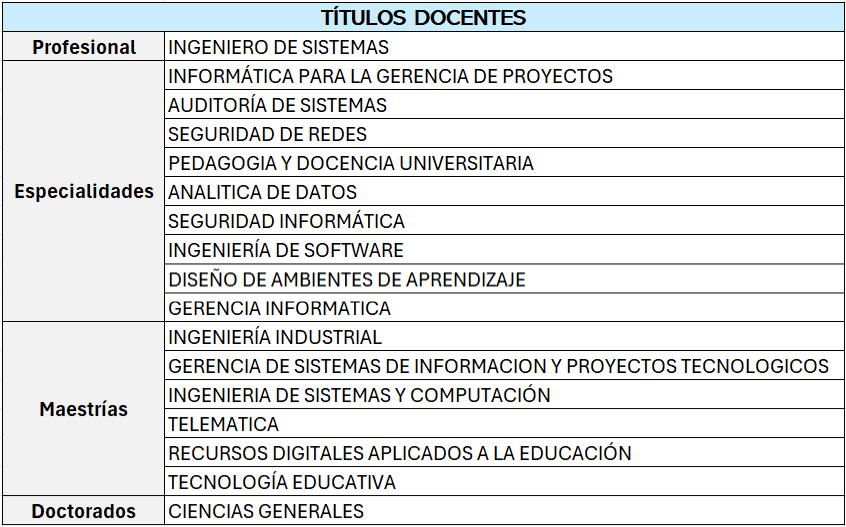 TÍTULOS DOCENTES
Profesional INGENIERO DE SISTEMAS
INFORMÁTICA PARA LA GERENCIA DE PROYECTOS
AUDITORÍA DE SISTEMAS
SEGURIDAD DE REDES
PEDAGOGIA Y DOCENCIA UNIVERSITARIA
Especialidades ANALITICA DE DATOS
SEGURIDAD INFORMÁTICA
INGENIERÍA DE SOFTWARE
DISEÑO DE AMBIENTES DE APRENDIZAJE
GERENCIA INFORMATICA
INGENIERÍA INDUSTRIAL
GERENCIA DE SISTEMAS DE INFORMACION Y PROYECTOS TECNOLOGICOS
INGENIERIA DE SISTEMAS Y COMPUTACIÓN
Maestrías TELEMATICA
RECURSOS DIGITALES APLICADOS A LA EDUCACIÓN
TECNOLOGÍA EDUCATIVA
Doctorados CIENCIAS GENERALES